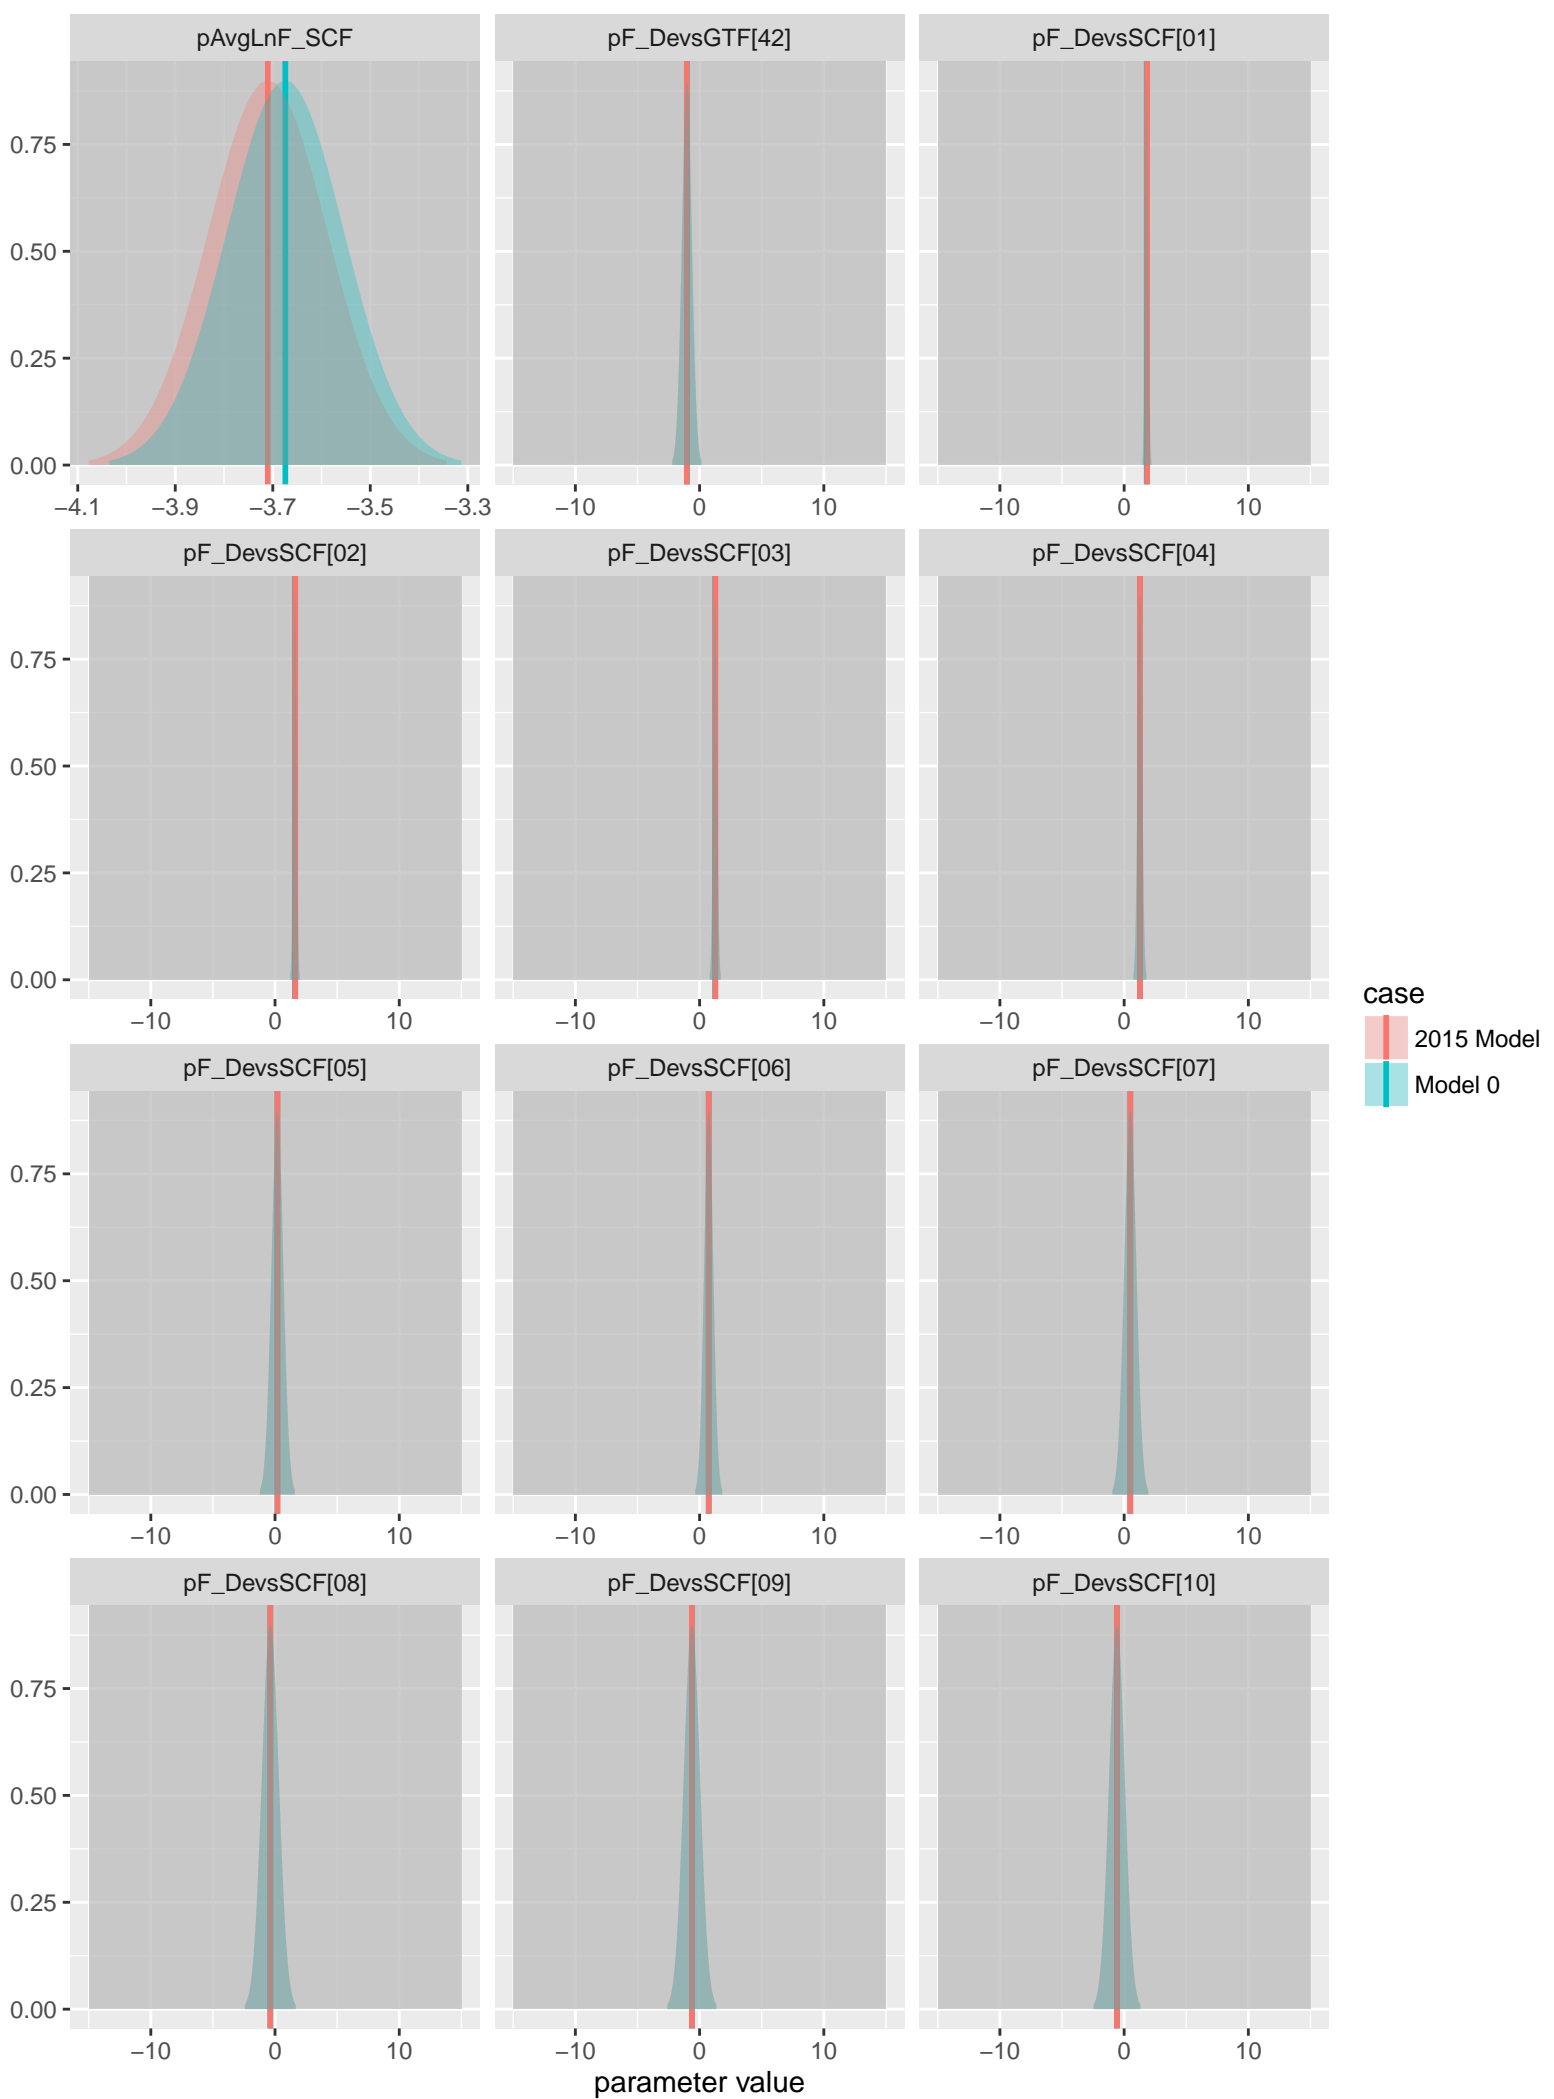 pAvgLnF_SCF pF_DevsGTF[42] pF_DevsSCF[01]
0.75
0.50
0.25
0.00
−4.1 −3.9 −3.7 −3.5 −3.3 −10 0 10 −10 0 10
pF_DevsSCF[02] pF_DevsSCF[03] pF_DevsSCF[04]
0.75
0.50
0.25
0.00
−10 0 10 −10 0 10 −10 0 10
case
2015 Model
Model 0
pF_DevsSCF[05] pF_DevsSCF[06] pF_DevsSCF[07]
0.75
0.50
0.25
0.00
−10 0 10 −10 0 10 −10 0 10
pF_DevsSCF[08] pF_DevsSCF[09] pF_DevsSCF[10]
0.75
0.50
0.25
0.00
−10 0 10 −10 0 10 −10 0 10
parameter value